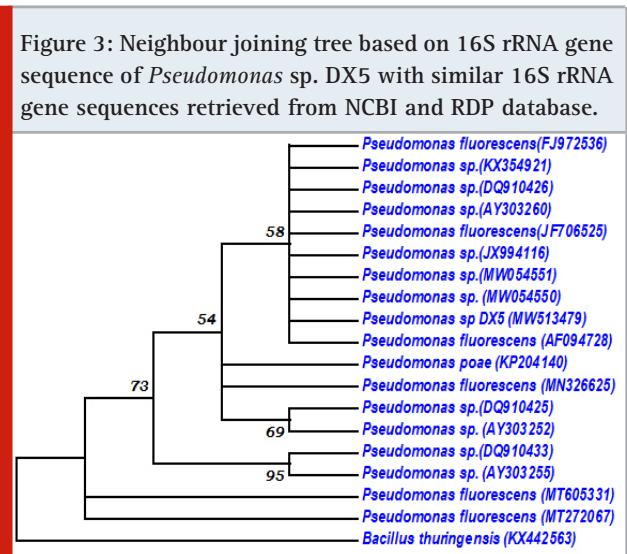 Figure 3: Neighbour joining tree based on 16S rRNA gene
sequence of Pseudomonas sp. DX5 with similar 16S rRNA
gene sequences retrieved from NCBI and RDP database.
Pseudomonas fluorescens(FJ972536)
Pseudomonas sp.(KX354921)
Pseudomonas sp.(DQ910426)
Pseudomonas sp.(AY303260)
58
Pseudomonas fluorescens(JF706525)
Pseudomonas sp.(JX994116)
Pseudomonas sp.(MW054551)
Pseudomonas sp. (MW054550)
Pseudomonas sp DX5 (MW513479)
54
Pseudomonas fluorescens (AF094728)
Pseudomonas poae (KP204140)
73
Pseudomonas fluorescens (MN326625)
Pseudomonas sp.(DQ910425)
69
Pseudomonas sp. (AY303252)
Pseudomonas sp.(DQ910433)
95
Pseudomonas sp. (AY303255)
Pseudomonas fluorescens (MT605331)
Pseudomonas fluorescens (MT272067)
Bacillus thuringensis (KX442563)